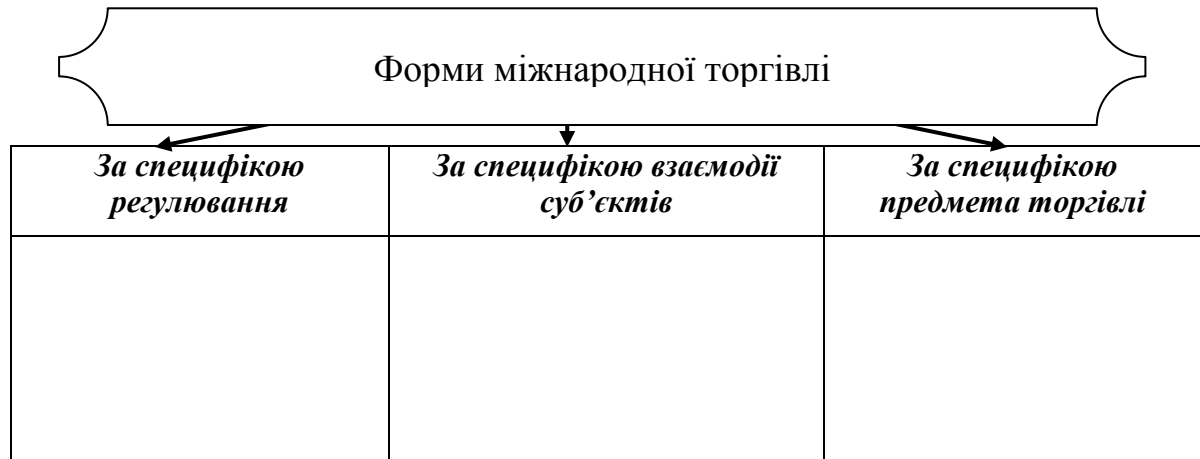 Форми міжнародної торгівлі
За специфікою
регулювання
За специфікою взаємодії
суб’єктів
За специфікою
предмета торгівлі